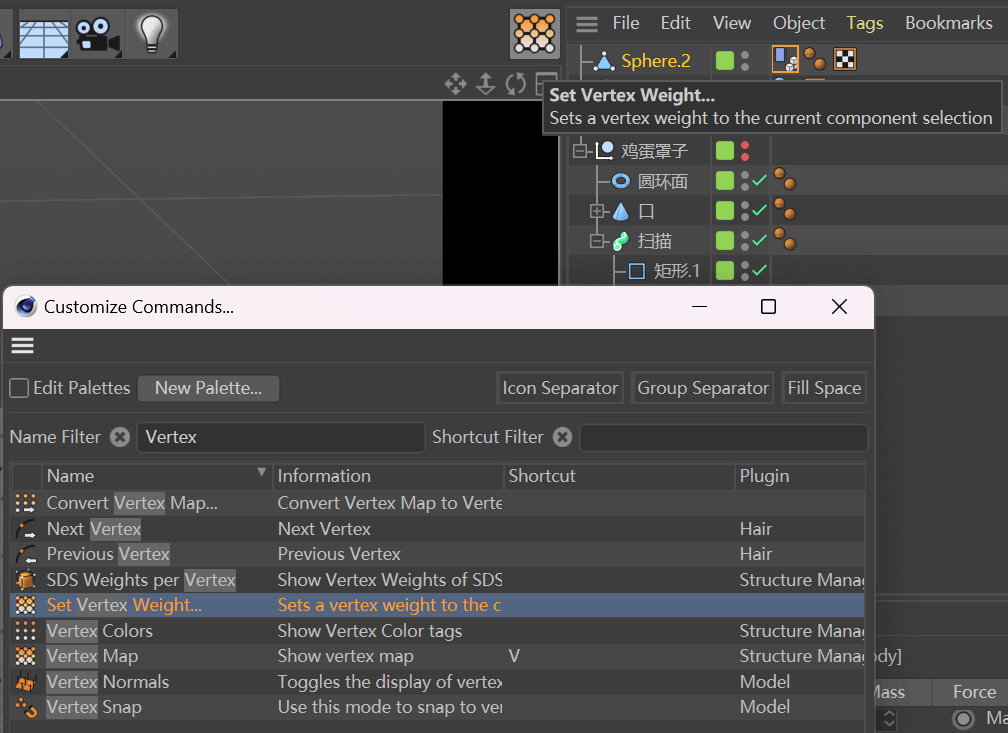 File Edit View Object Tags Bookmarks
Sphere.2
Set Vertex Weight...
Sets a vertex weight to the current component selection
鸡蛋罩子
圆环面
口
扫描
矩形.1
Customize Commands...
Edit Palettes New Palette... Icon Separator Group Separator Fill Space
Name Filter Vertex Shortcut Filter
Name Information Shortcut Plugin
Convert Vertex Map... Convert Vertex Map to Verte
Next Vertex Next Vertex Hair
Previous Vertex Previous Vertex Hair
SDS Weights per Vertex Show Vertex Weights of SDS Structure Mana
Set Vertex Weight... Sets a vertex weight to the c
Vertex Colors Show Vertex Color tags Structure Mana
Vertex Map Show vertex map V Structure Mana ody]
Vertex Normals Toggles the display of vertex Model
Mass Force
Vertex Snap Use this mode to snap to ver Model
Ma